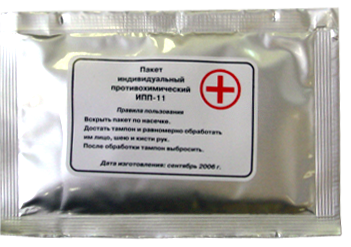 Пакет
индивидуальный
противохимический
ИПП-11
Правила пользования
Вскрыть пакет по насечке.
Достать тампон и равномерно обработать
им лицо, шею и кисти рук.
После обработки тампон выбросить.
Дата изготовления: сентябрь 2006 г.